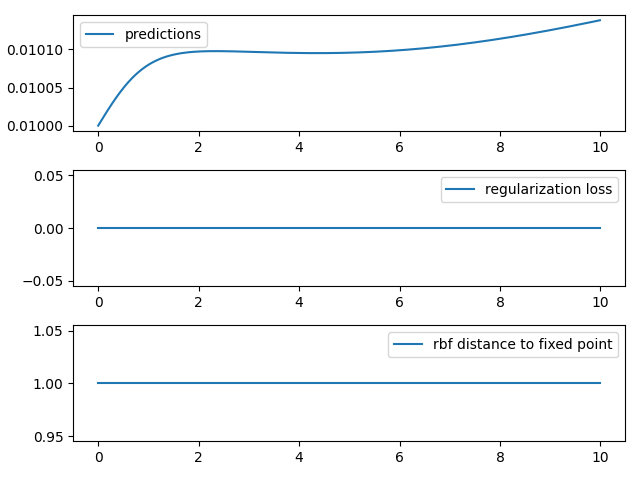 predictions
0.01010
0.01005
0.01000
0 2 4 6 8 10
0.05
regularization loss
0.00
−0.05
0 2 4 6 8 10
1.05
rbf distance to fixed point
1.00
0.95
0 2 4 6 8 10